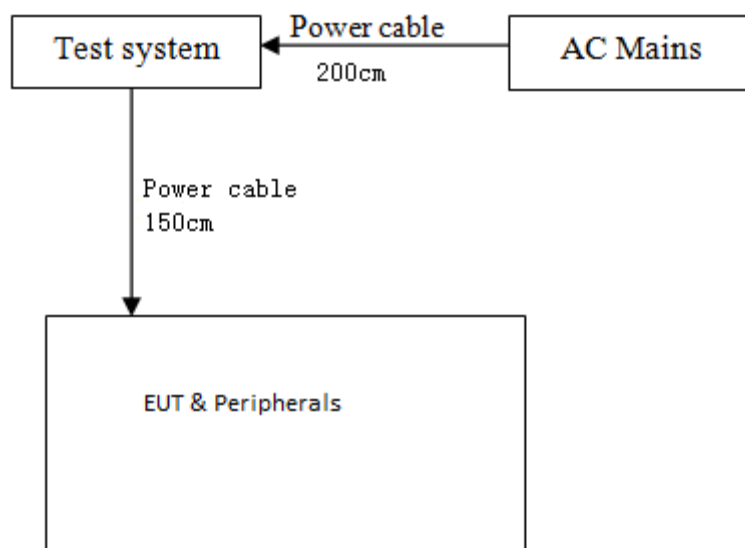 Test system
Power cable
200cm
AC Mains
Power cable
150cm
EUT & Peripherals